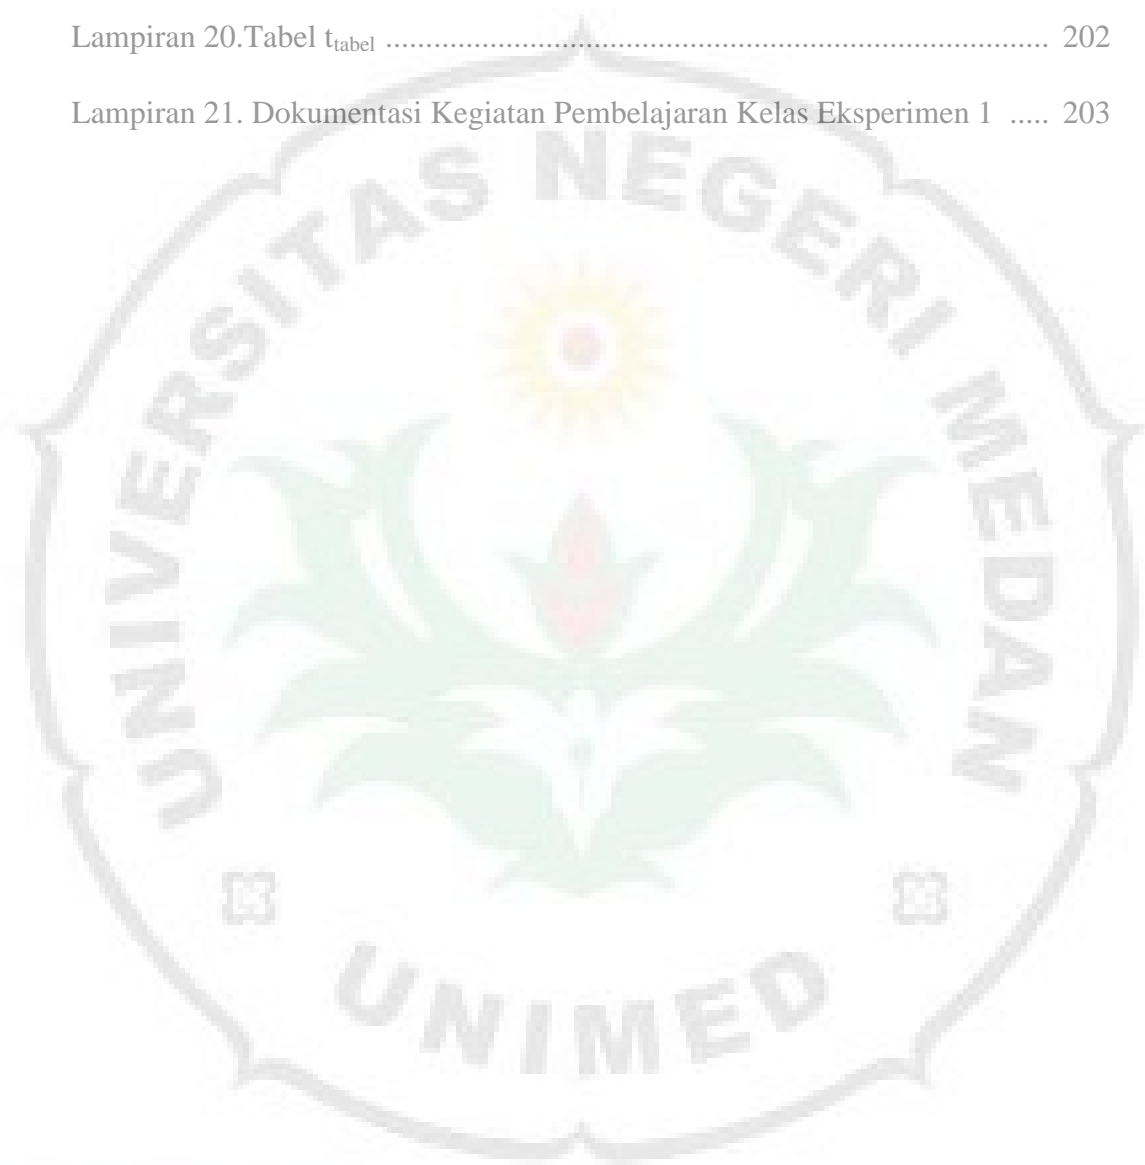 Lampiran 20.Tabel ttabel ................................................................................... 202
Lampiran 21. Dokumentasi Kegiatan Pembelajaran Kelas Eksperimen 1 ..... 203
UNIVERSITAS NEGERI MEDAN
UNIMED